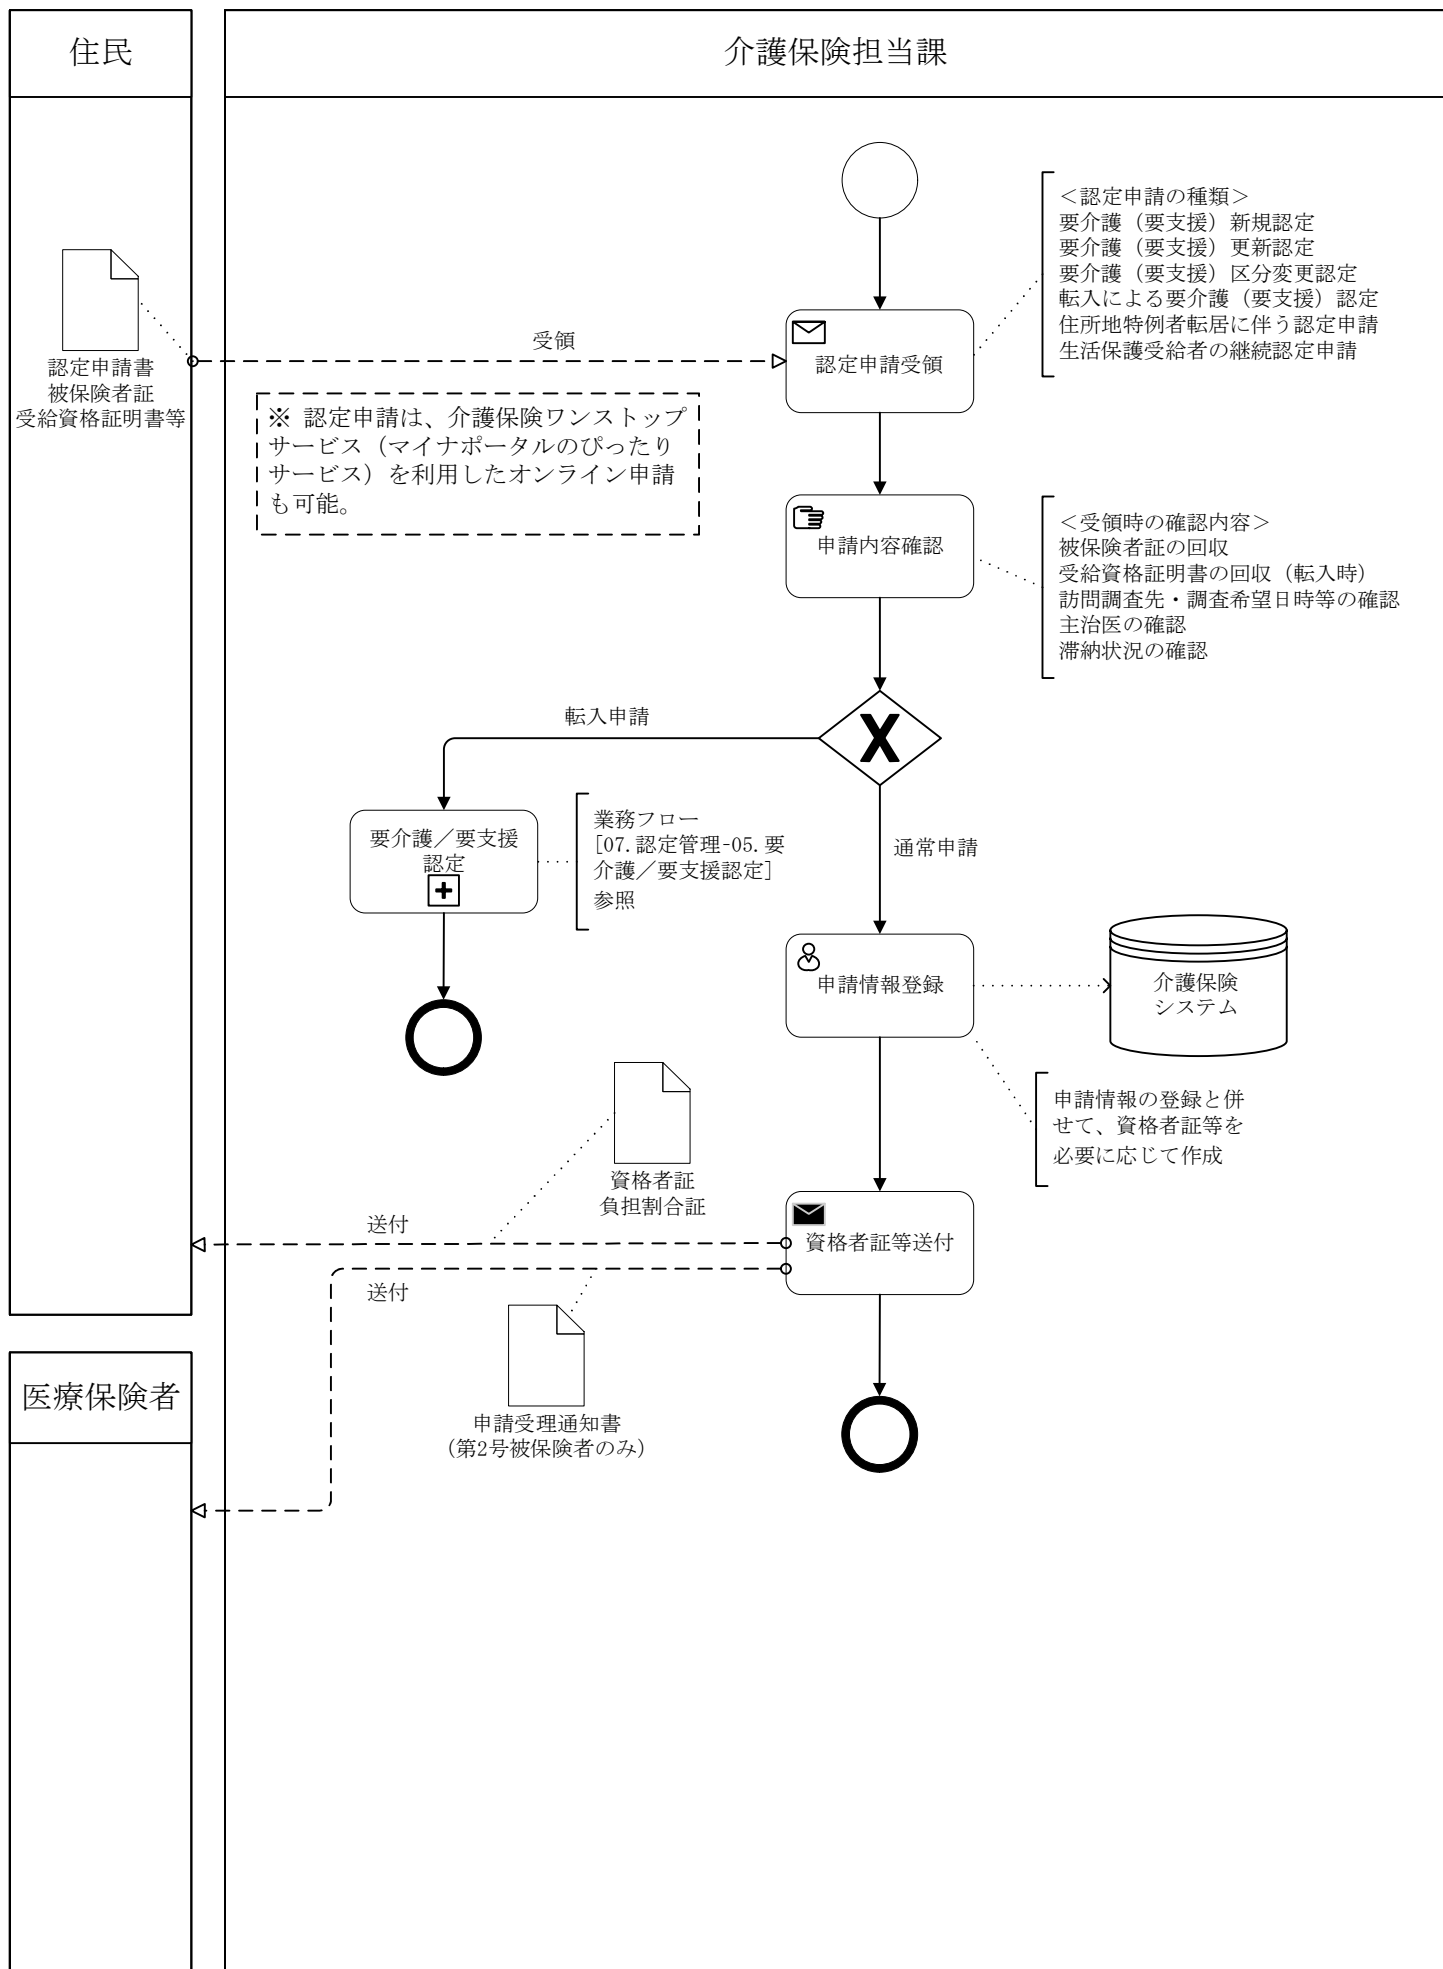 住民
介護保険担当課
＜認定申請の種類＞
要介護（要支援）新規認定
要介護（要支援）更新認定
要介護（要支援）区分変更認定
転入による要介護（要支援）認定
住所地特例者転居に伴う認定申請
生活保護受給者の継続認定申請
認定申請書
被保険者証
受給資格証明書等
受領
認定申請受領
※ 認定申請は、介護保険ワンストップ
サービス（マイナポータルのぴったり
サービス）を利用したオンライン申請
も可能。
申請内容確認
＜受領時の確認内容＞
被保険者証の回収
受給資格証明書の回収（転入時）
訪問調査先・調査希望日時等の確認
主治医の確認
滞納状況の確認
転入申請
X
要介護／要支援
認定
業務フロー
[07.認定管理-05.要
介護／要支援認定]
参照
通常申請
申請情報登録
介護保険
システム
申請情報の登録と併
せて、資格者証等を
必要に応じて作成
資格者証
負担割合証
送付
資格者証等送付
送付
申請受理通知書
(第2号被保険者のみ)
医療保険者